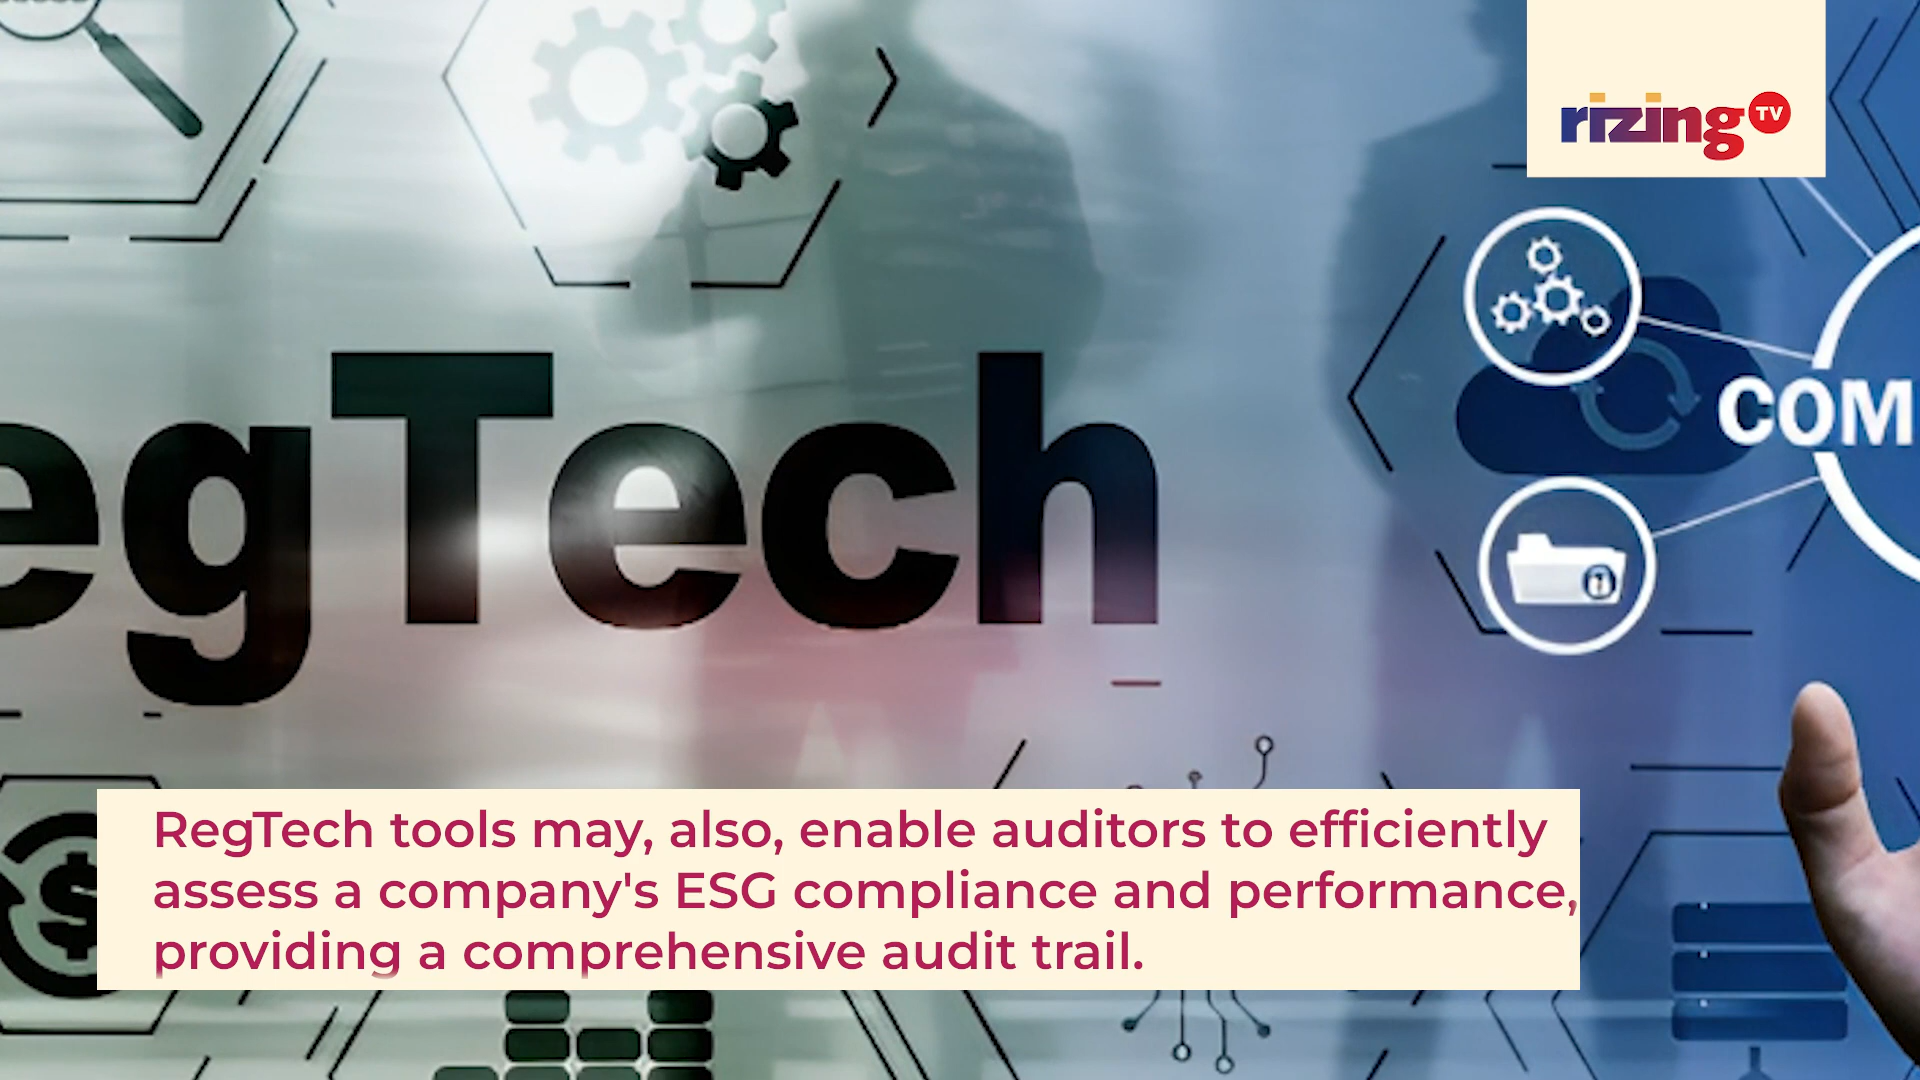 rizing TV
COM
egTech
RegTech tools may, also, enable auditors to efficiently
assess a company's ESG compliance and performance,
providing a comprehensive audit trail.